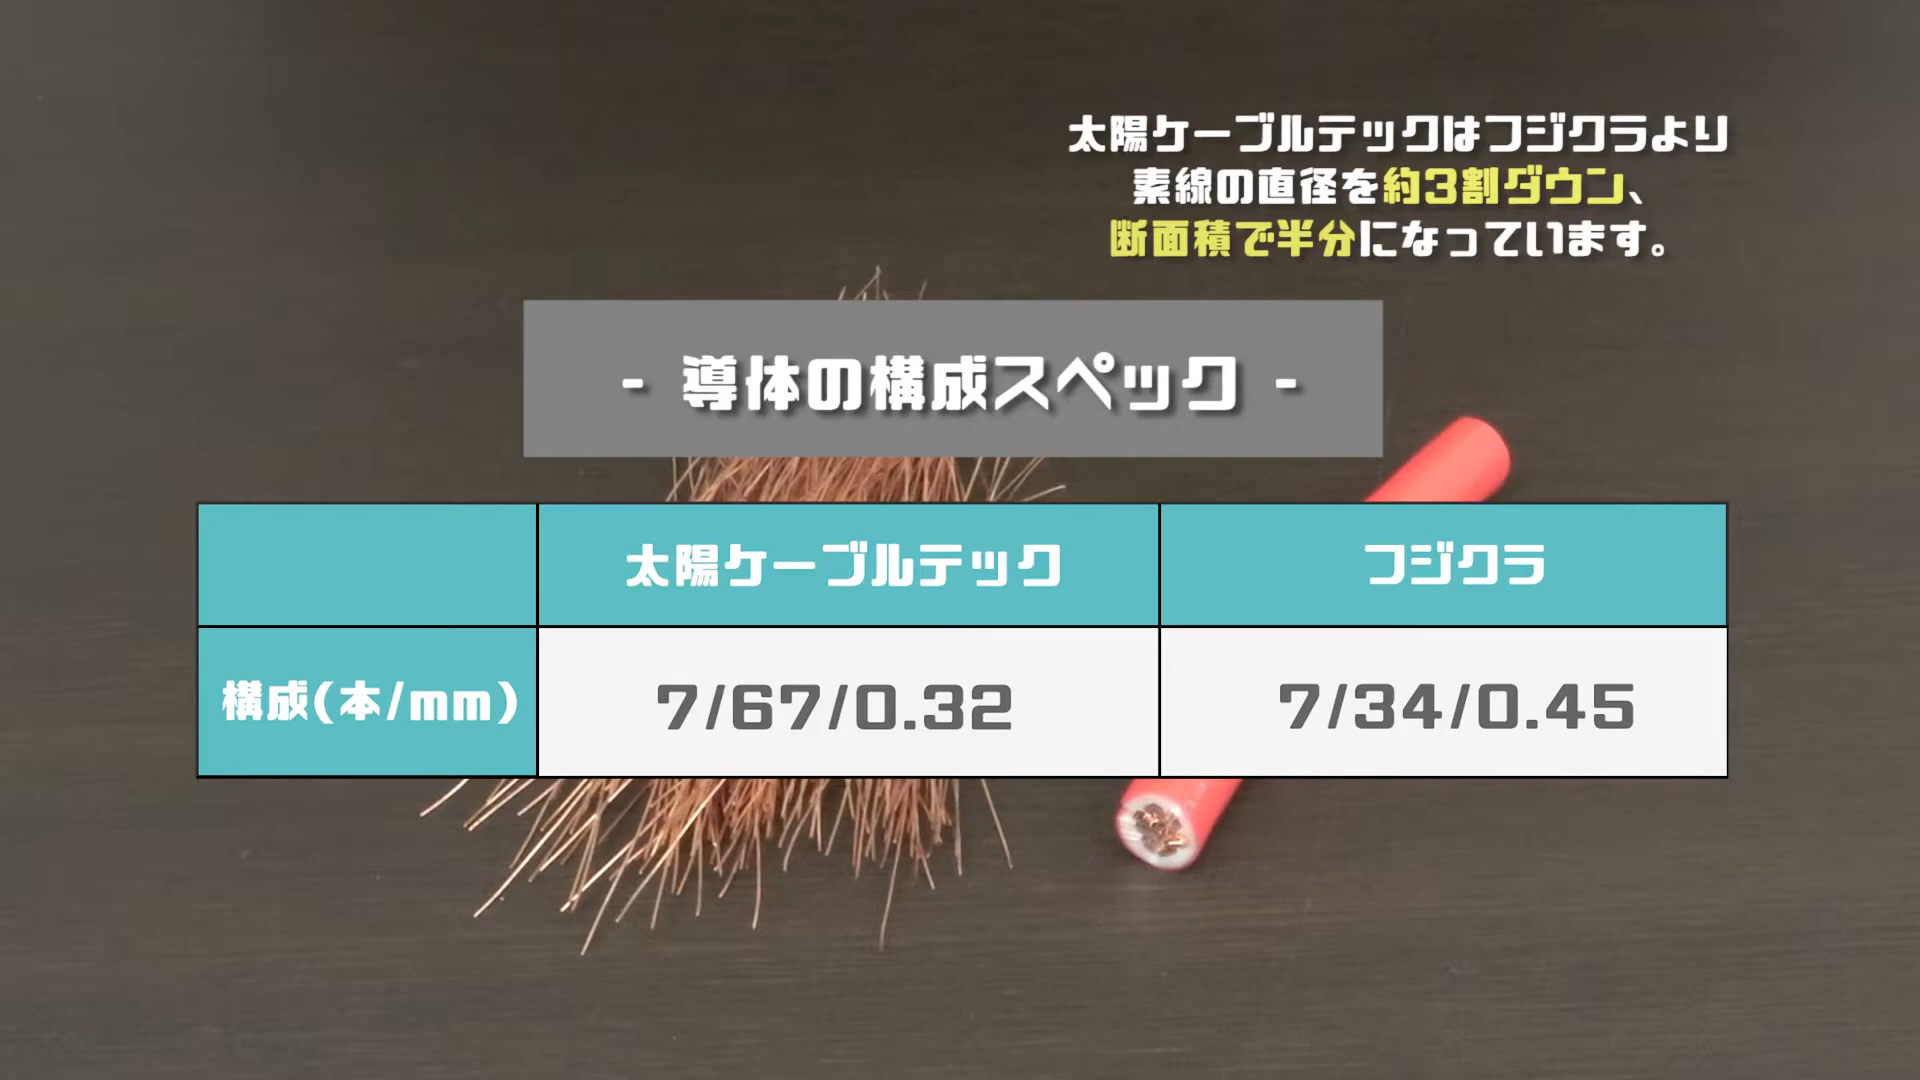 太陽ケーブルテックはフジクラより
素線の直径を約3割ダウン、
断面積で半分になっています。
- 導体の構成スペック -
太陽ケーブルテック フジクラ
構成(本/mm) 7/67/0.32 7/34/0.45